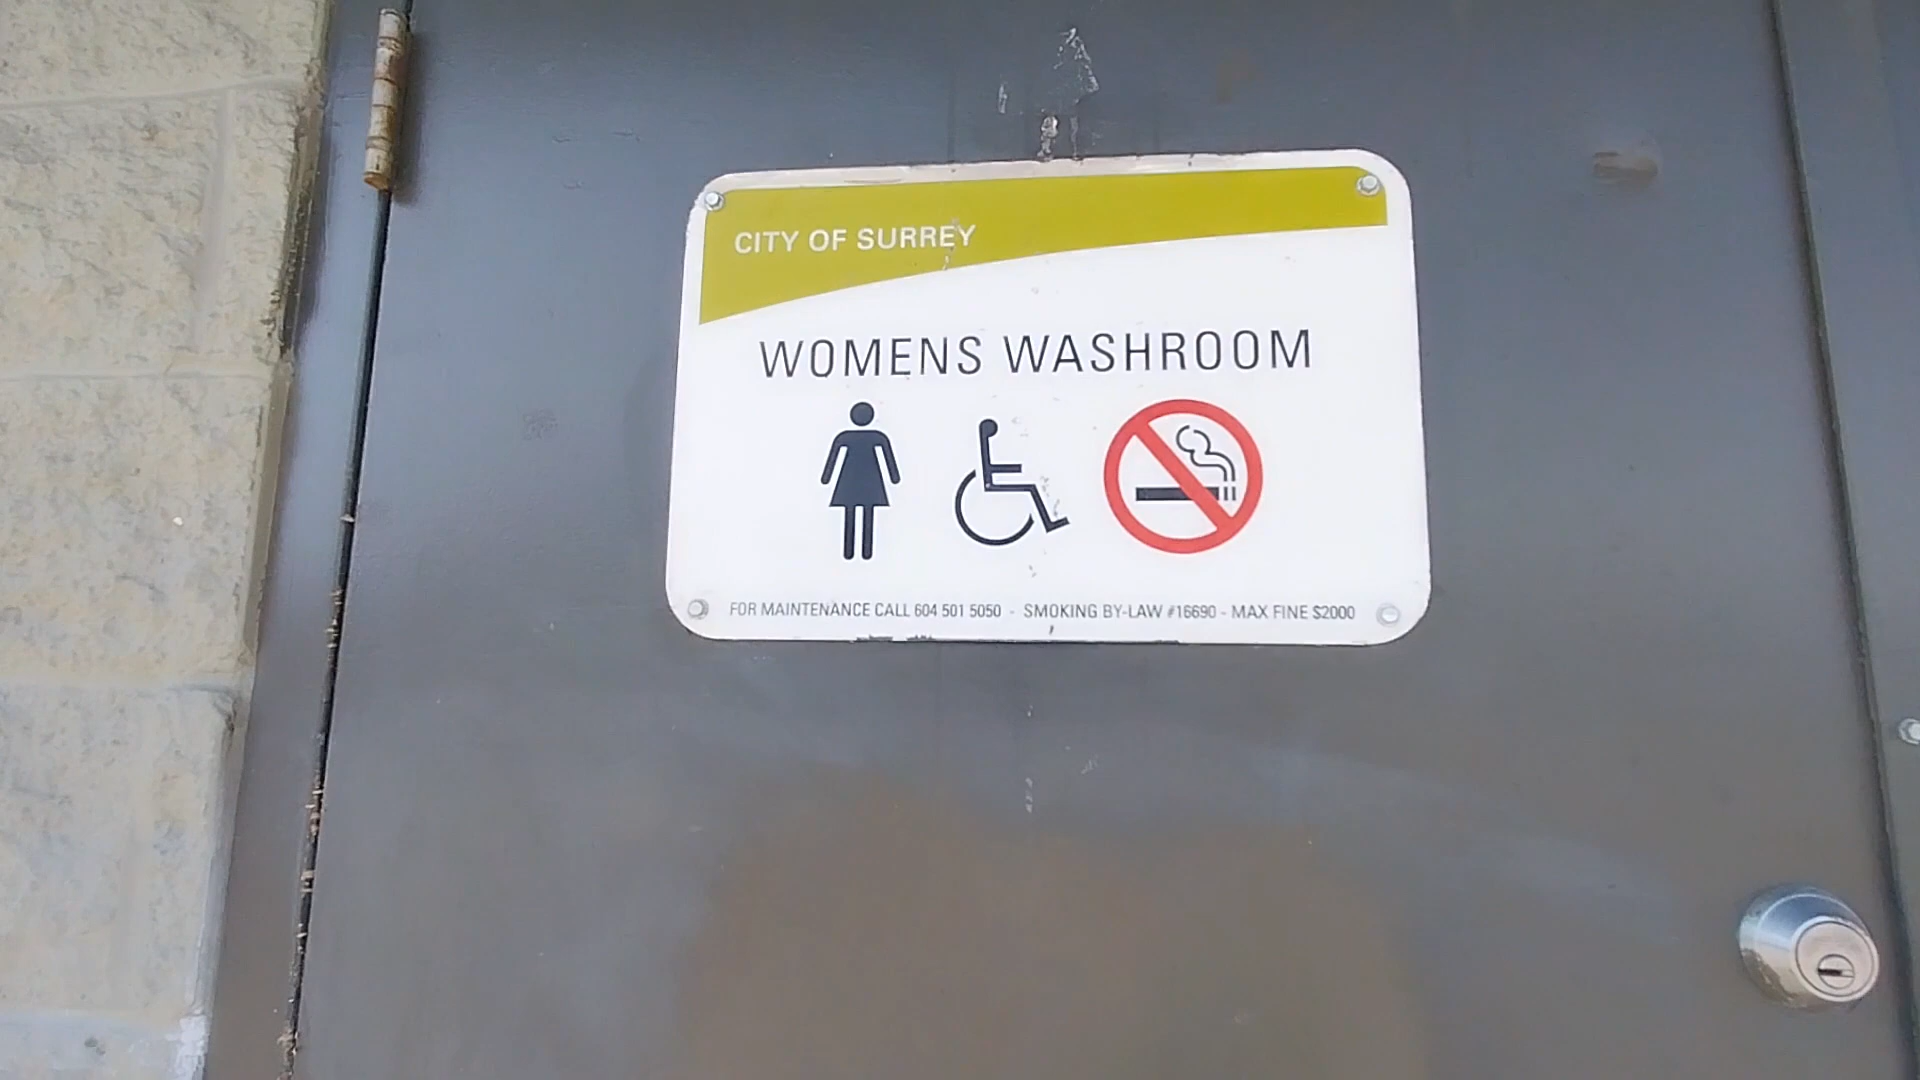 CITY OF SURREY
WOMENS WASHROOM
FOR MAINTENANCE CALL 604 501 5050 - SMOKING BY-LAW #16690 - MAX FINE $2000